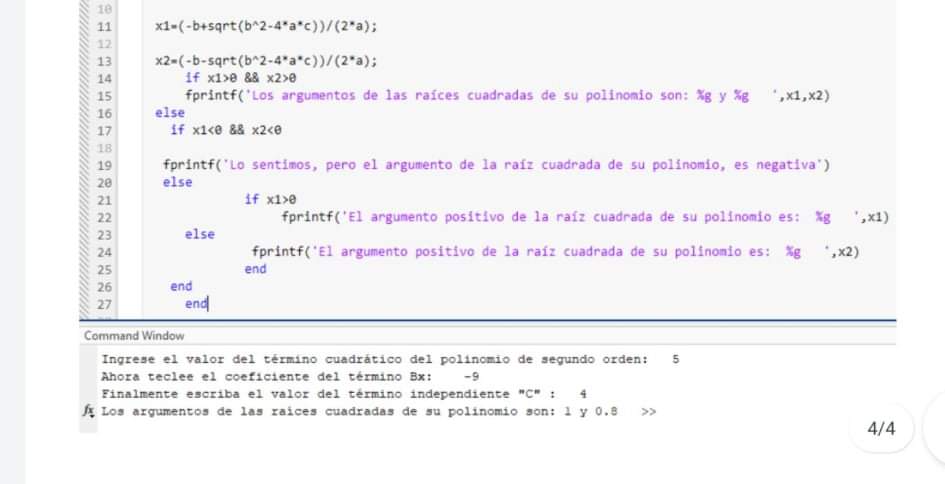 10
11 x1=(-b+sqrt(b^2-4*a*c))/(2*a);
12
13 x2=(-b-sqrt(b^2-4*a*c))/(2*a);
14 if x1>0 && x2>0
15 fprintf('Los argumentos de las raíces cuadradas de su polinomio son: %g y %g ',x1,x2)
16 else
17 if x1<0 && x2<0
18
19 fprintf('Lo sentimos, pero el argumento de la raíz cuadrada de su polinomio, es negativa')
20 else
21 if x1>0
22 fprintf('El argumento positivo de la raíz cuadrada de su polinomio es: %g ',x1)
23 else
24 fprintf('El argumento positivo de la raíz cuadrada de su polinomio es: %g ',x2)
25 end
26 end
27 end
Command Window
Ingrese el valor del término cuadrático del polinomio de segundo orden: 5
Ahora teclee el coeficiente del término Bx: -9
Finalmente escriba el valor del término independiente "C" : 4
fx Los argumentos de las raíces cuadradas de su polinomio son: 1 y 0.8 >>
4/4